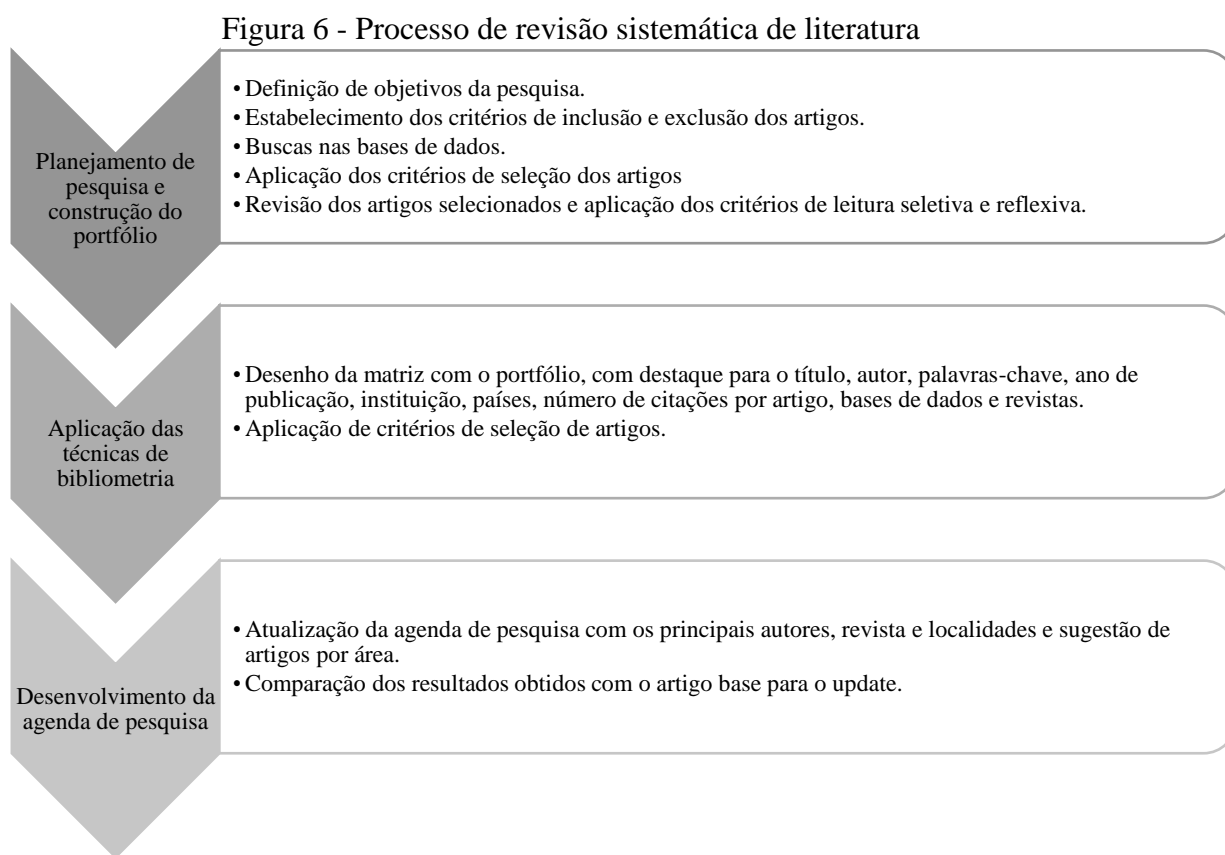 Figura 6 - Processo de revisão sistemática de literatura
Planejamento de
pesquisa e
construção do
portfólio
• Definição de objetivos da pesquisa.
• Estabelecimento dos critérios de inclusão e exclusão dos artigos.
• Buscas nas bases de dados.
• Aplicação dos critérios de seleção dos artigos
• Revisão dos artigos selecionados e aplicação dos critérios de leitura seletiva e reflexiva.
Aplicação das
técnicas de
bibliometria
• Desenho da matriz com o portfólio, com destaque para o título, autor, palavras-chave, ano de
publicação, instituição, países, número de citações por artigo, bases de dados e revistas.
• Aplicação de critérios de seleção de artigos.
Desenvolvimento da
agenda de pesquisa
• Atualização da agenda de pesquisa com os principais autores, revista e localidades e sugestão de
artigos por área.
• Comparação dos resultados obtidos com o artigo base para o update.